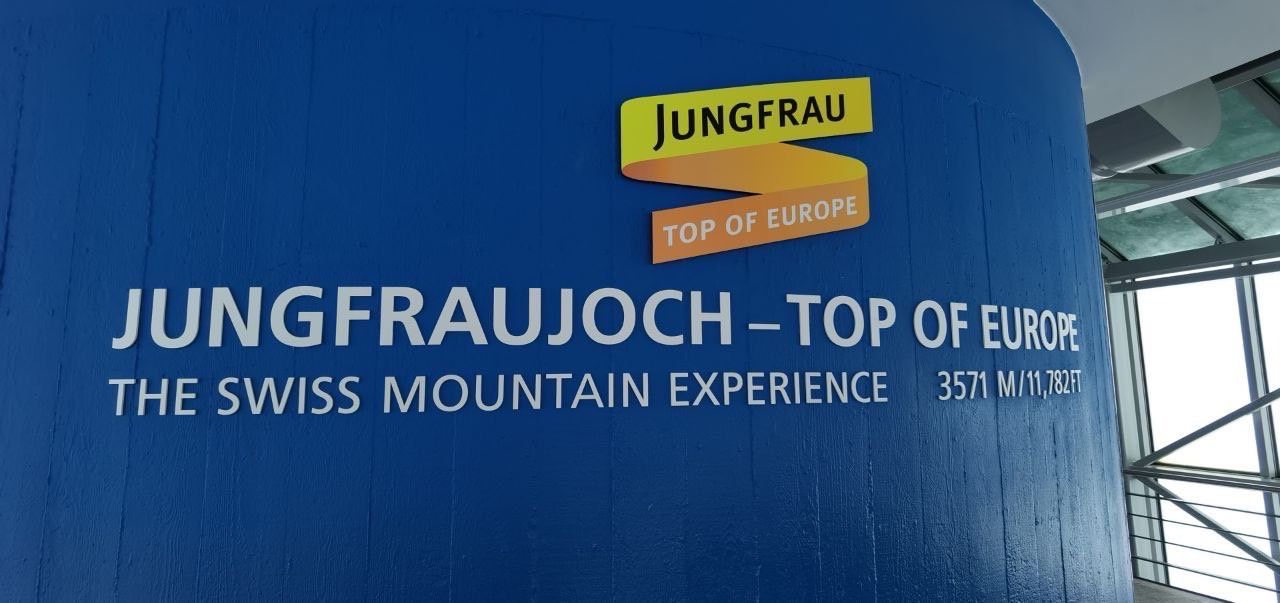 JUNGFRAU
TOP OF EUROPE
JUNGFRAUJOCH – TOP OF EUROPE
THE SWISS MOUNTAIN EXPERIENCE 3571 M/11,782 FT